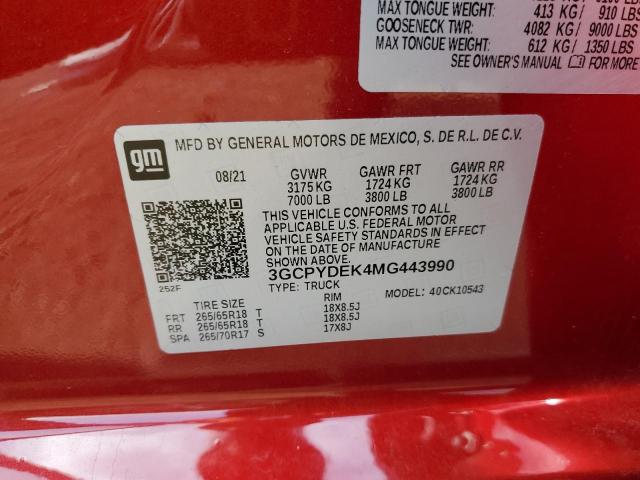 MAX TONGUE WEIGHT: 413 KG/ 910 LBS
GOOSENECK TWR: 4082 KG/ 9000 LBS
MAX TONGUE WEIGHT: 612 KG/ 1350 LBS
SEE OWNER'S MANUAL FOR MORE
gm
MFD BY GENERAL MOTORS DE MEXICO, S. DE R.L. DE C.V.
08/21 GVWR GAWR FRT GAWR RR
3175 KG 1724 KG 1724 KG
7000 LB 3800 LB 3800 LB
THIS VEHICLE CONFORMS TO ALL
APPLICABLE U.S. FEDERAL MOTOR
VEHICLE SAFETY STANDARDS IN EFFECT
ON THE DATE OF MANUFACTURE
SHOWN ABOVE.
252F 3GCPYDEK4MG443990
TYPE: TRUCK MODEL: 40CK10543
TIRE SIZE RIM
FRT 265/65R18 T 18X8.5J
RR 265/65R18 T 18X8.5J
SPA 265/70R17 S 17X8J